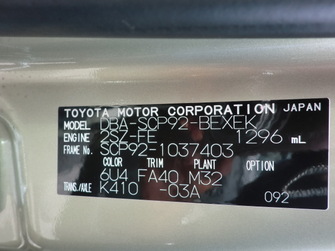 TOYOTA MOTOR CORPORATION JAPAN
MODEL DBA-SCP92-BEXEK
ENGINE 2SZ-FE 1296 mL
FRAME No. SCP92-1037403
COLOR TRIM PLANT OPTION
6U4 FA40 M32
TRANS./AXLE K410 -03A
092